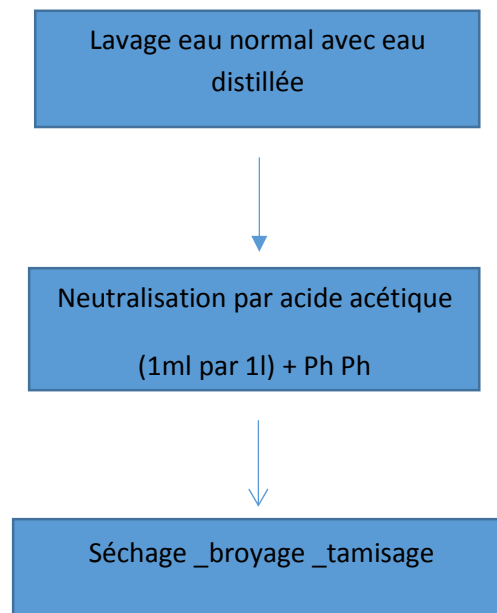 Lavage eau normal avec eau
distillée
Neutralisation par acide acétique
(1ml par 1l) + Ph Ph
Séchage _broyage _tamisage